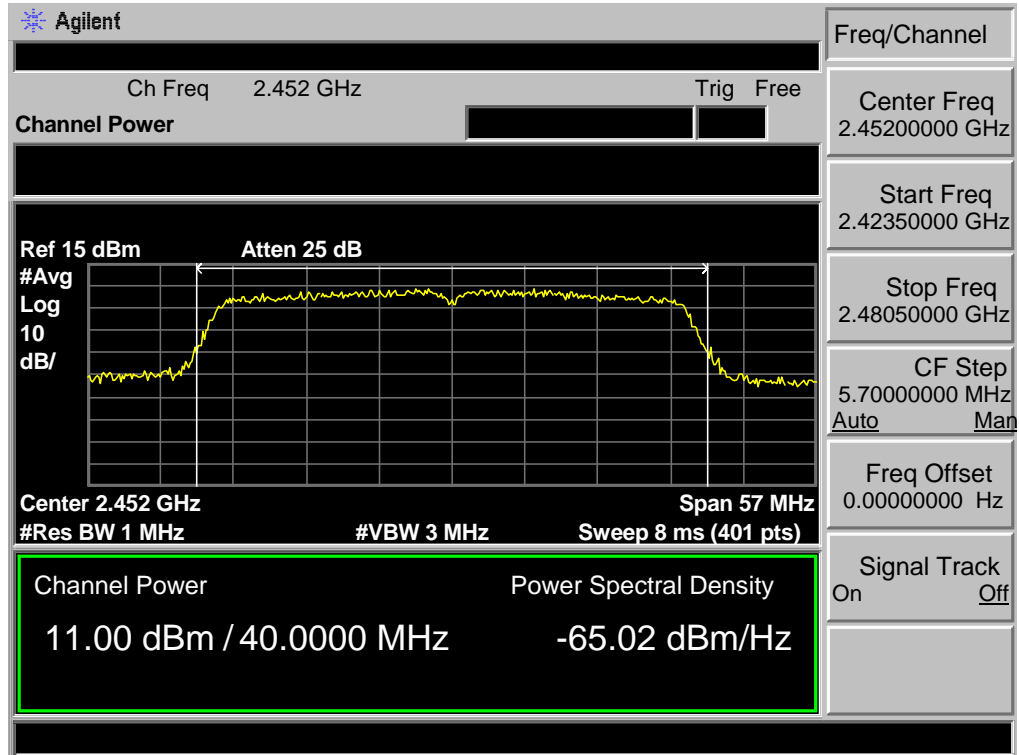 Agilent
Ch Freq 2.452 GHz Trig Free
Channel Power
Ref 15 dBm Atten 25 dB
#Avg
Log
10
dB/
Center 2.452 GHz Span 57 MHz
#Res BW 1 MHz #VBW 3 MHz Sweep 8 ms (401 pts)
Channel Power Power Spectral Density
11.00 dBm / 40.0000 MHz -65.02 dBm/Hz
Freq/Channel
Center Freq
2.45200000 GHz
Start Freq
2.42350000 GHz
Stop Freq
2.48050000 GHz
CF Step
5.70000000 MHz
Auto Man
Freq Offset
0.00000000 Hz
Signal Track
On Off